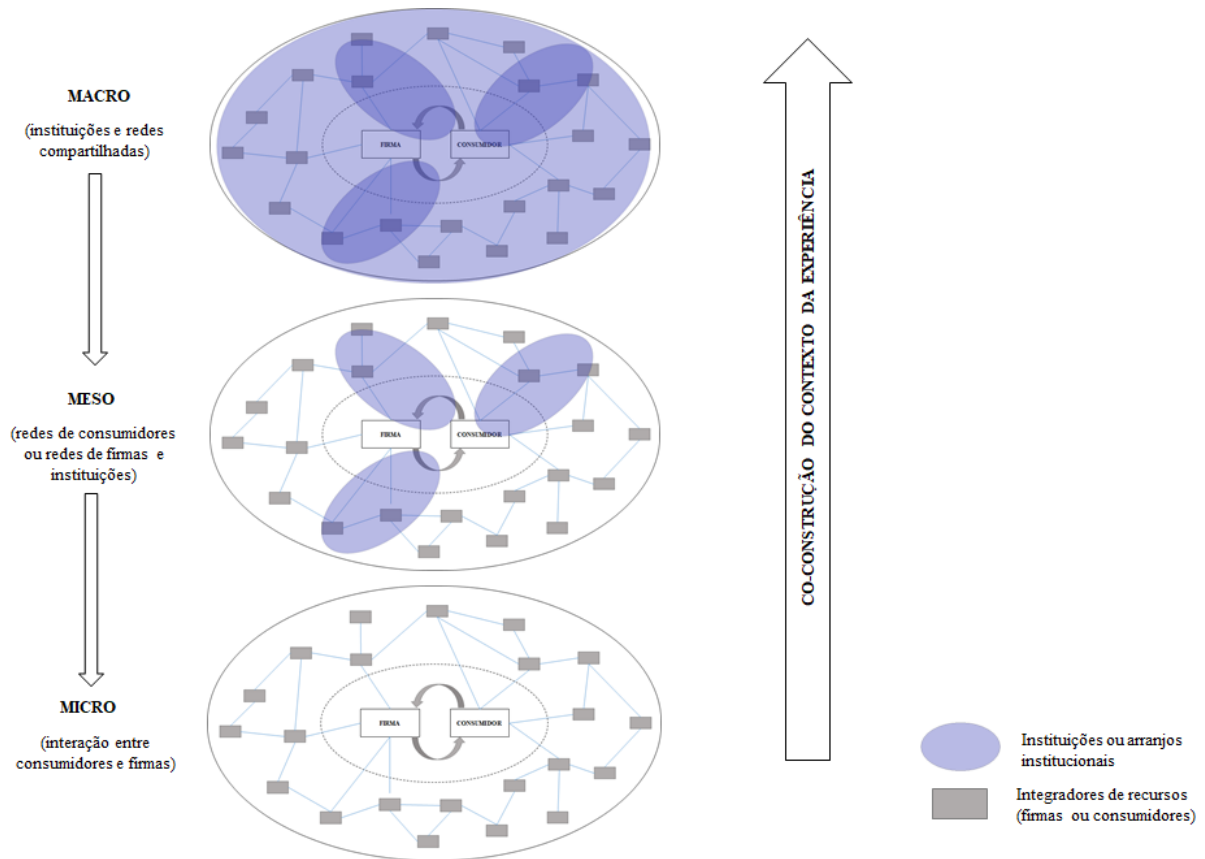 MACRO
(instituições e redes
compartilhadas)
FIRMA
CONSUMIDOR
MESO
(redes de consumidores
ou redes de firmas e
instituições)
FIRMA
CONSUMIDOR
MICRO
(interação entre
consumidores e firmas)
FIRMA
CONSUMIDOR
CO-CONSTRUÇÃO DO CONTEXTO DA EXPERIÊNCIA
Instituições ou arranjos
institucionais
Integradores de recursos
(firmas ou consumidores)